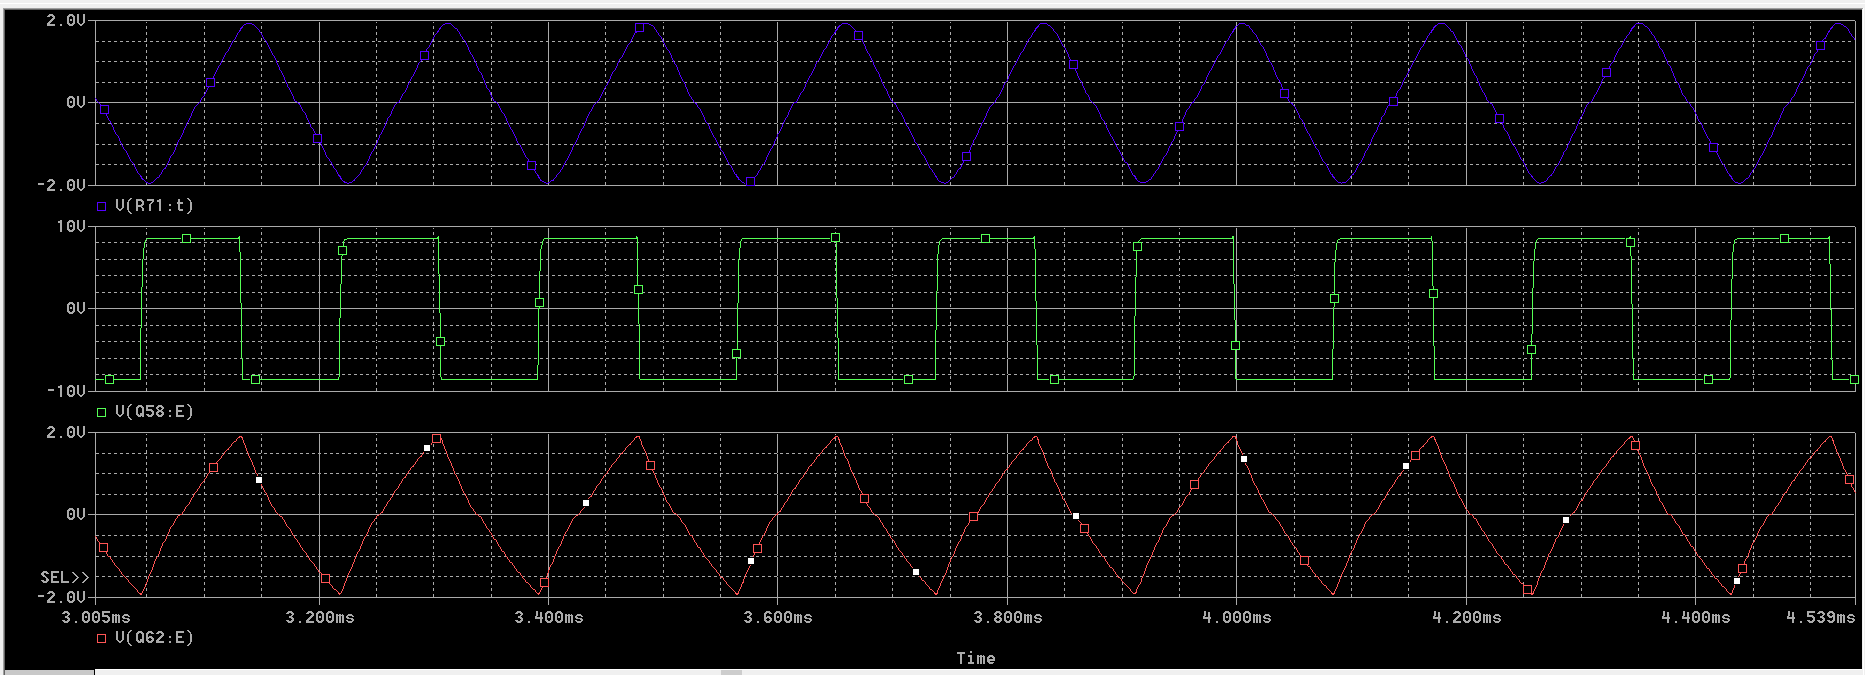 2.0V
0V
-2.0V
V(R71:t)
10V
0V
-10V
V(Q58:E)
2.0V
0V
SEL>>
-2.0V
3.005ms 3.200ms 3.400ms 3.600ms 3.800ms 4.000ms 4.200ms 4.400ms 4.539ms
V(Q62:E)
Time